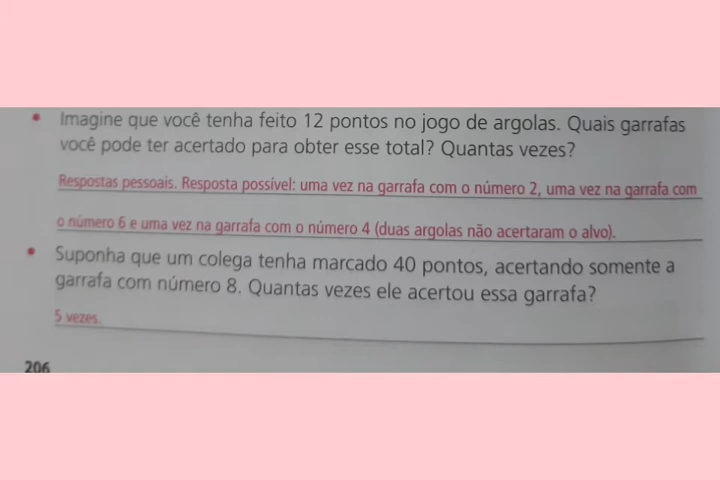 • Imagine que você tenha feito 12 pontos no jogo de argolas. Quais garrafas
você pode ter acertado para obter esse total? Quantas vezes?
Respostas pessoais. Resposta possível: uma vez na garrafa com o número 2, uma vez na garrafa com
o número 6 e uma vez na garrafa com o número 4 (duas argolas não acertaram o alvo).
• Suponha que um colega tenha marcado 40 pontos, acertando somente a
garrafa com número 8. Quantas vezes ele acertou essa garrafa?
5 vezes.
206